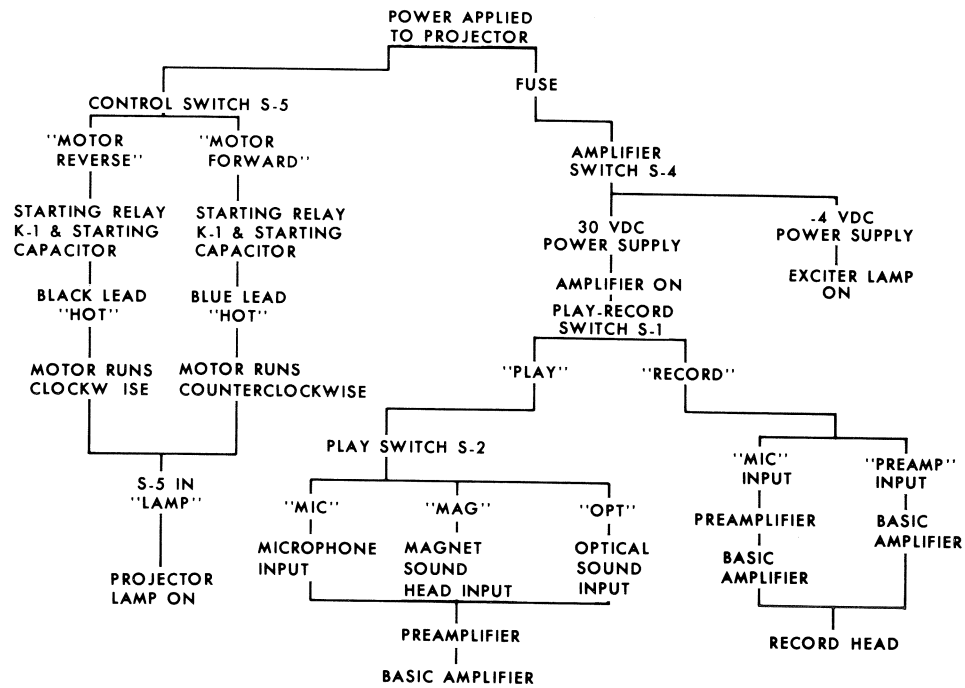 POWER APPLIED
TO PROJECTOR
CONTROL SWITCH S-5
"MOTOR
REVERSE"
STARTING RELAY
K-1 & STARTING
CAPACITOR
BLACK LEAD
"HOT"
MOTOR RUNS
CLOCKW ISE
"MOTOR
FORWARD"
STARTING RELAY
K-1 & STARTING
CAPACITOR
BLUE LEAD
"HOT"
MOTOR RUNS
COUNTERCLOCKWISE
S-5 IN
"LAMP"
PROJECTOR
LAMP ON
FUSE
AMPLIFIER
SWITCH S-4
30 VDC
POWER SUPPLY
AMPLIFIER ON
PLAY-RECORD
SWITCH S-1
-4 VDC
POWER SUPPLY
EXCITER LAMP
ON
"PLAY"
PLAY SWITCH S-2
"MIC"
MICROPHONE
INPUT
"MAG"
MAGNET
SOUND
HEAD INPUT
"OPT"
OPTICAL
SOUND
INPUT
PREAMPLIFIER
BASIC AMPLIFIER
"RECORD"
"MIC"
INPUT
PREAMPLIFIER
BASIC
AMPLIFIER
"PREAMP"
INPUT
BASIC
AMPLIFIER
RECORD HEAD